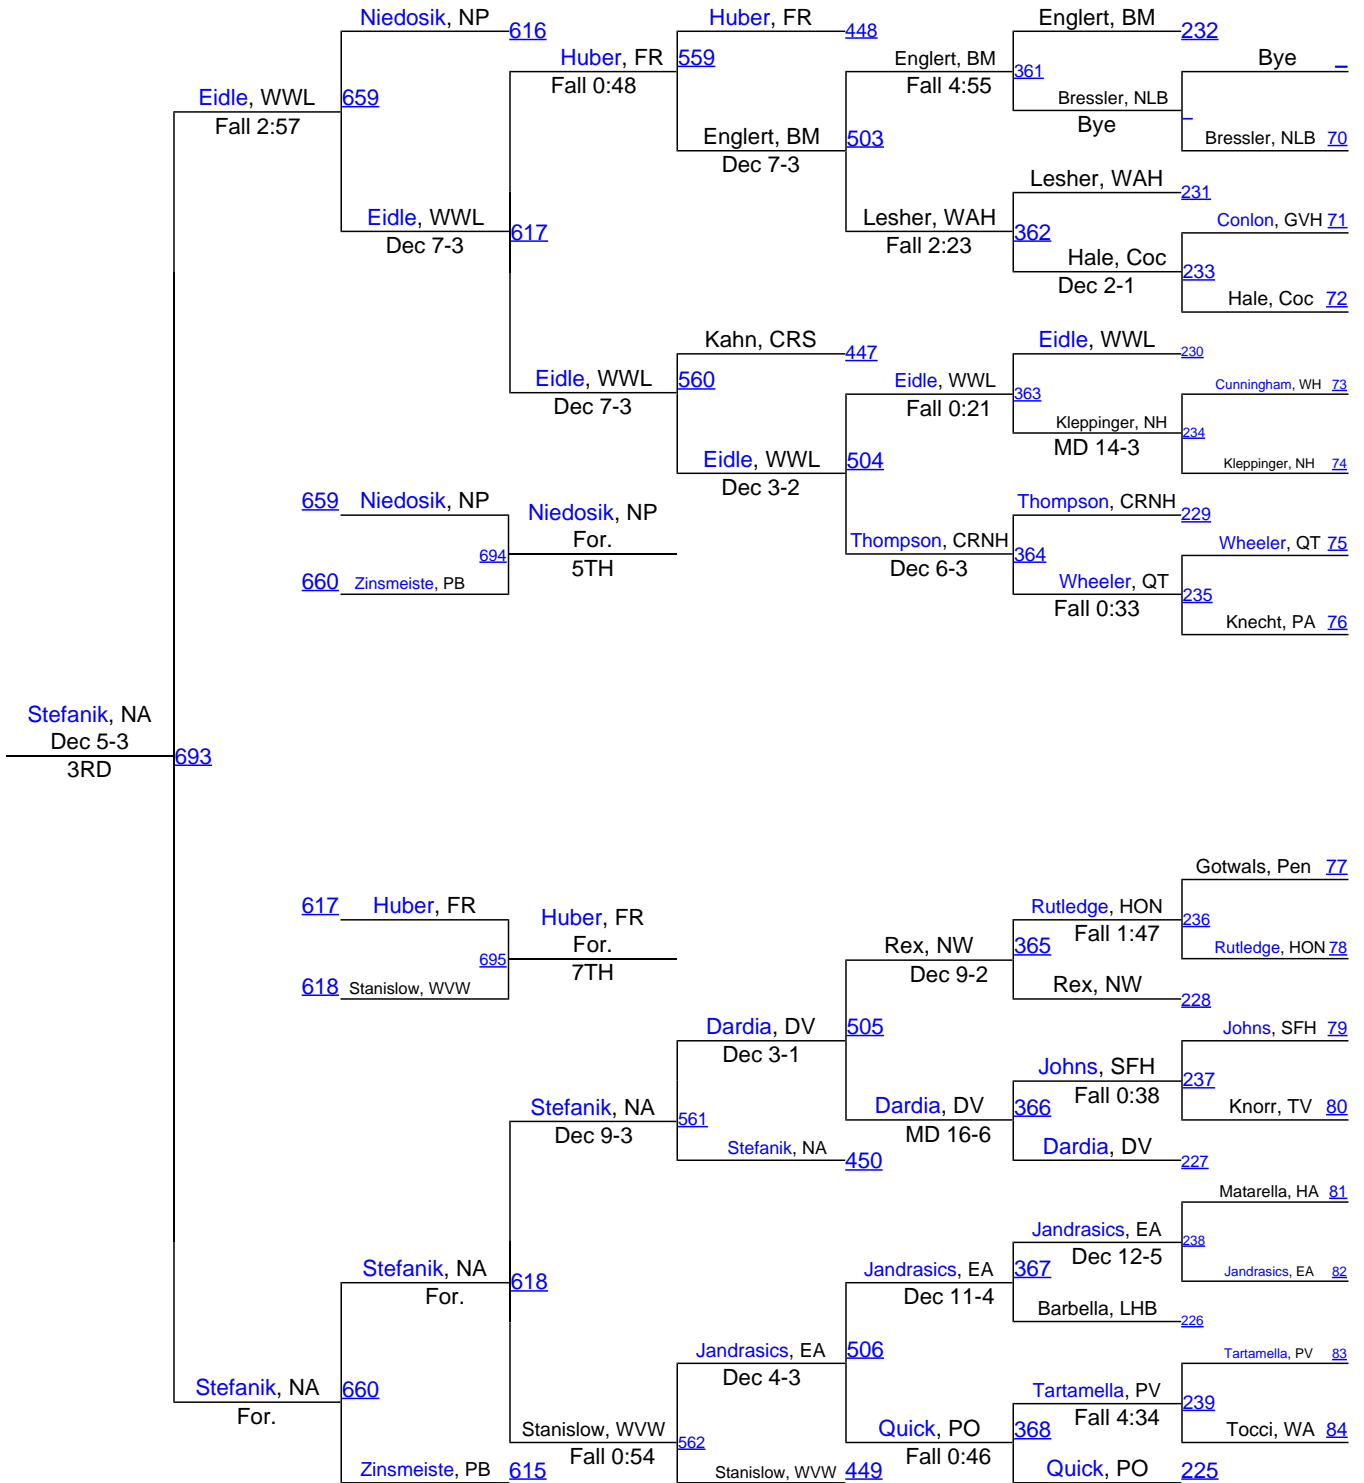 Niedosik, NP
616
Huber, FR
448
Englert, BM
232
Huber, FR
559
Fall 0:48
Englert, BM
361
Fall 4:55
Bye
_
Eidle, WWL
659
Fall 2:57
Bressler, NLB
_
Bye
Englert, BM
503
Dec 7-3
Bressler, NLB 70
Lesher, WAH
231
Eidle, WWL
617
Dec 7-3
Lesher, WAH
362
Fall 2:23
Conlon, GVH 71
Hale, Coc
233
Dec 2-1
Hale, Coc 72
Kahn, CRS
447
Eidle, WWL
230
Eidle, WWL
560
Dec 7-3
Eidle, WWL
363
Fall 0:21
Cunningham, WH 73
Kleppinger, NH
234
MD 14-3
Eidle, WWL
504
Dec 3-2
Kleppinger, NH 74
659 Niedosik, NP
Niedosik, NP
For.
694
5TH
660 Zinsmeiste, PB
Thompson, CRNH
229
Thompson, CRNH
364
Dec 6-3
Wheeler, QT 75
Wheeler, QT
235
Fall 0:33
Knecht, PA 76
Stefanik, NA
Dec 5-3
693
3RD
Gotwals, Pen 77
617 Huber, FR
Huber, FR
For.
695
7TH
618 Stanislow, WVW
Rutledge, HON
236
Fall 1:47
Rex, NW
365
Dec 9-2
Rutledge, HON 78
Rex, NW
228
Dardia, DV
505
Dec 3-1
Johns, SFH 79
Johns, SFH
237
Fall 0:38
Stefanik, NA
561
Dec 9-3
Dardia, DV
366
MD 16-6
Knorr, TV 80
Stefanik, NA
450
Dardia, DV
227
Matarella, HA 81
Jandrasics, EA
238
Dec 12-5
Stefanik, NA
618
For.
Jandrasics, EA
367
Dec 11-4
Jandrasics, EA 82
Barbella, LHB
226
Jandrasics, EA
506
Dec 4-3
Tartamella, PV 83
Stefanik, NA
660
For.
Tartamella, PV
239
Fall 4:34
Stanislow, WVW
562
Fall 0:54
Quick, PO
368
Fall 0:46
Tocci, WA 84
Zinsmeiste, PB
615
Stanislow, WVW
449
Quick, PO
225